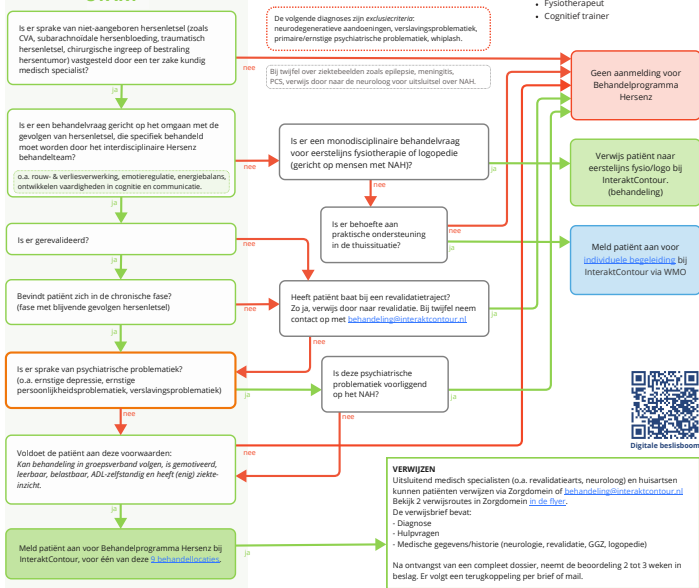 • Fysiotherapeut
• Cognitief trainer
Is er sprake van niet-aangeboren hersenletsel (zoals
CVA, subarachnoïdale hersenbloeding, traumatisch
hersenletsel, chirurgische ingreep of bestraling
hersentumor) vastgesteld door een ter zake kundig
medisch specialist?
De volgende diagnoses zijn exclusiecriteria:
neurodegeneratieve aandoeningen, verslavingsproblematiek,
primaire/ernstige psychiatrische problematiek, whiplash.
nee
Bij twijfel over ziektebeelden zoals epilepsie, meningitis,
PCS, verwijs door naar de neuroloog voor uitsluitsel over NAH.
Geen aanmelding voor
Behandelprogramma
Hersenz
ja
Is er een behandelvraag gericht op het omgaan met de
gevolgen van hersenletsel, die specifiek behandeld
moet worden door het interdisciplinaire Hersenz
behandelteam?
o.a. rouw- & verliesverwerking, emotieregulatie, energiebalans,
ontwikkelen vaardigheden in cognitie en communicatie.
nee
Is er een monodisciplinaire behandelvraag
voor eerstelijns fysiotherapie of logopedie
(gericht op mensen met NAH)?
ja
Verwijs patiënt naar
eerstelijns fysio/logo bij
InteraktContour.
(behandeling)
nee
ja
Is er gerevalideerd?
nee
Is er behoefte aan
praktische ondersteuning
in de thuissituatie?
nee
ja
Meld patiënt aan voor
individuele begeleiding bij
InteraktContour via WMO
ja
Bevindt patiënt zich in de chronische fase?
(fase met blijvende gevolgen hersenletsel)
nee
Heeft patiënt baat bij een revalidatietraject?
Zo ja, verwijs door naar revalidatie. Bij twijfel neem
contact op met behandeling@interaktcontour.nl
ja
nee
ja
Is er sprake van psychiatrische problematiek?
(o.a. ernstige depressie, ernstige
persoonlijkheidsproblematiek, verslavingsproblematiek)
ja
Is deze psychiatrische
problematiek voorliggend
op het NAH?
ja
nee
nee
Digitale beslisboom
Voldoet de patiënt aan deze voorwaarden:
Kan behandeling in groepsverband volgen, is gemotiveerd,
leerbaar, belastbaar, ADL-zelfstandig en heeft (enig) ziekte-
inzicht.
nee
ja
Meld patiënt aan voor Behandelprogramma Hersenz bij
InteraktContour, voor één van deze 9 behandellocaties.
ja
VERWIJZEN
Uitsluitend medisch specialisten (o.a. revalidatiearts, neuroloog) en huisartsen
kunnen patiënten verwijzen via Zorgdomein of behandeling@interaktcontour.nl
Bekijk 2 verwijsroutes in Zorgdomein in de flyer.
De verwijsbrief bevat:
- Diagnose
- Hulpvragen
- Medische gegevens/historie (neurologie, revalidatie, GGZ, logopedie)
Na ontvangst van een compleet dossier, neemt de beoordeling 2 tot 3 weken in
beslag. Er volgt een terugkoppeling per brief of mail.